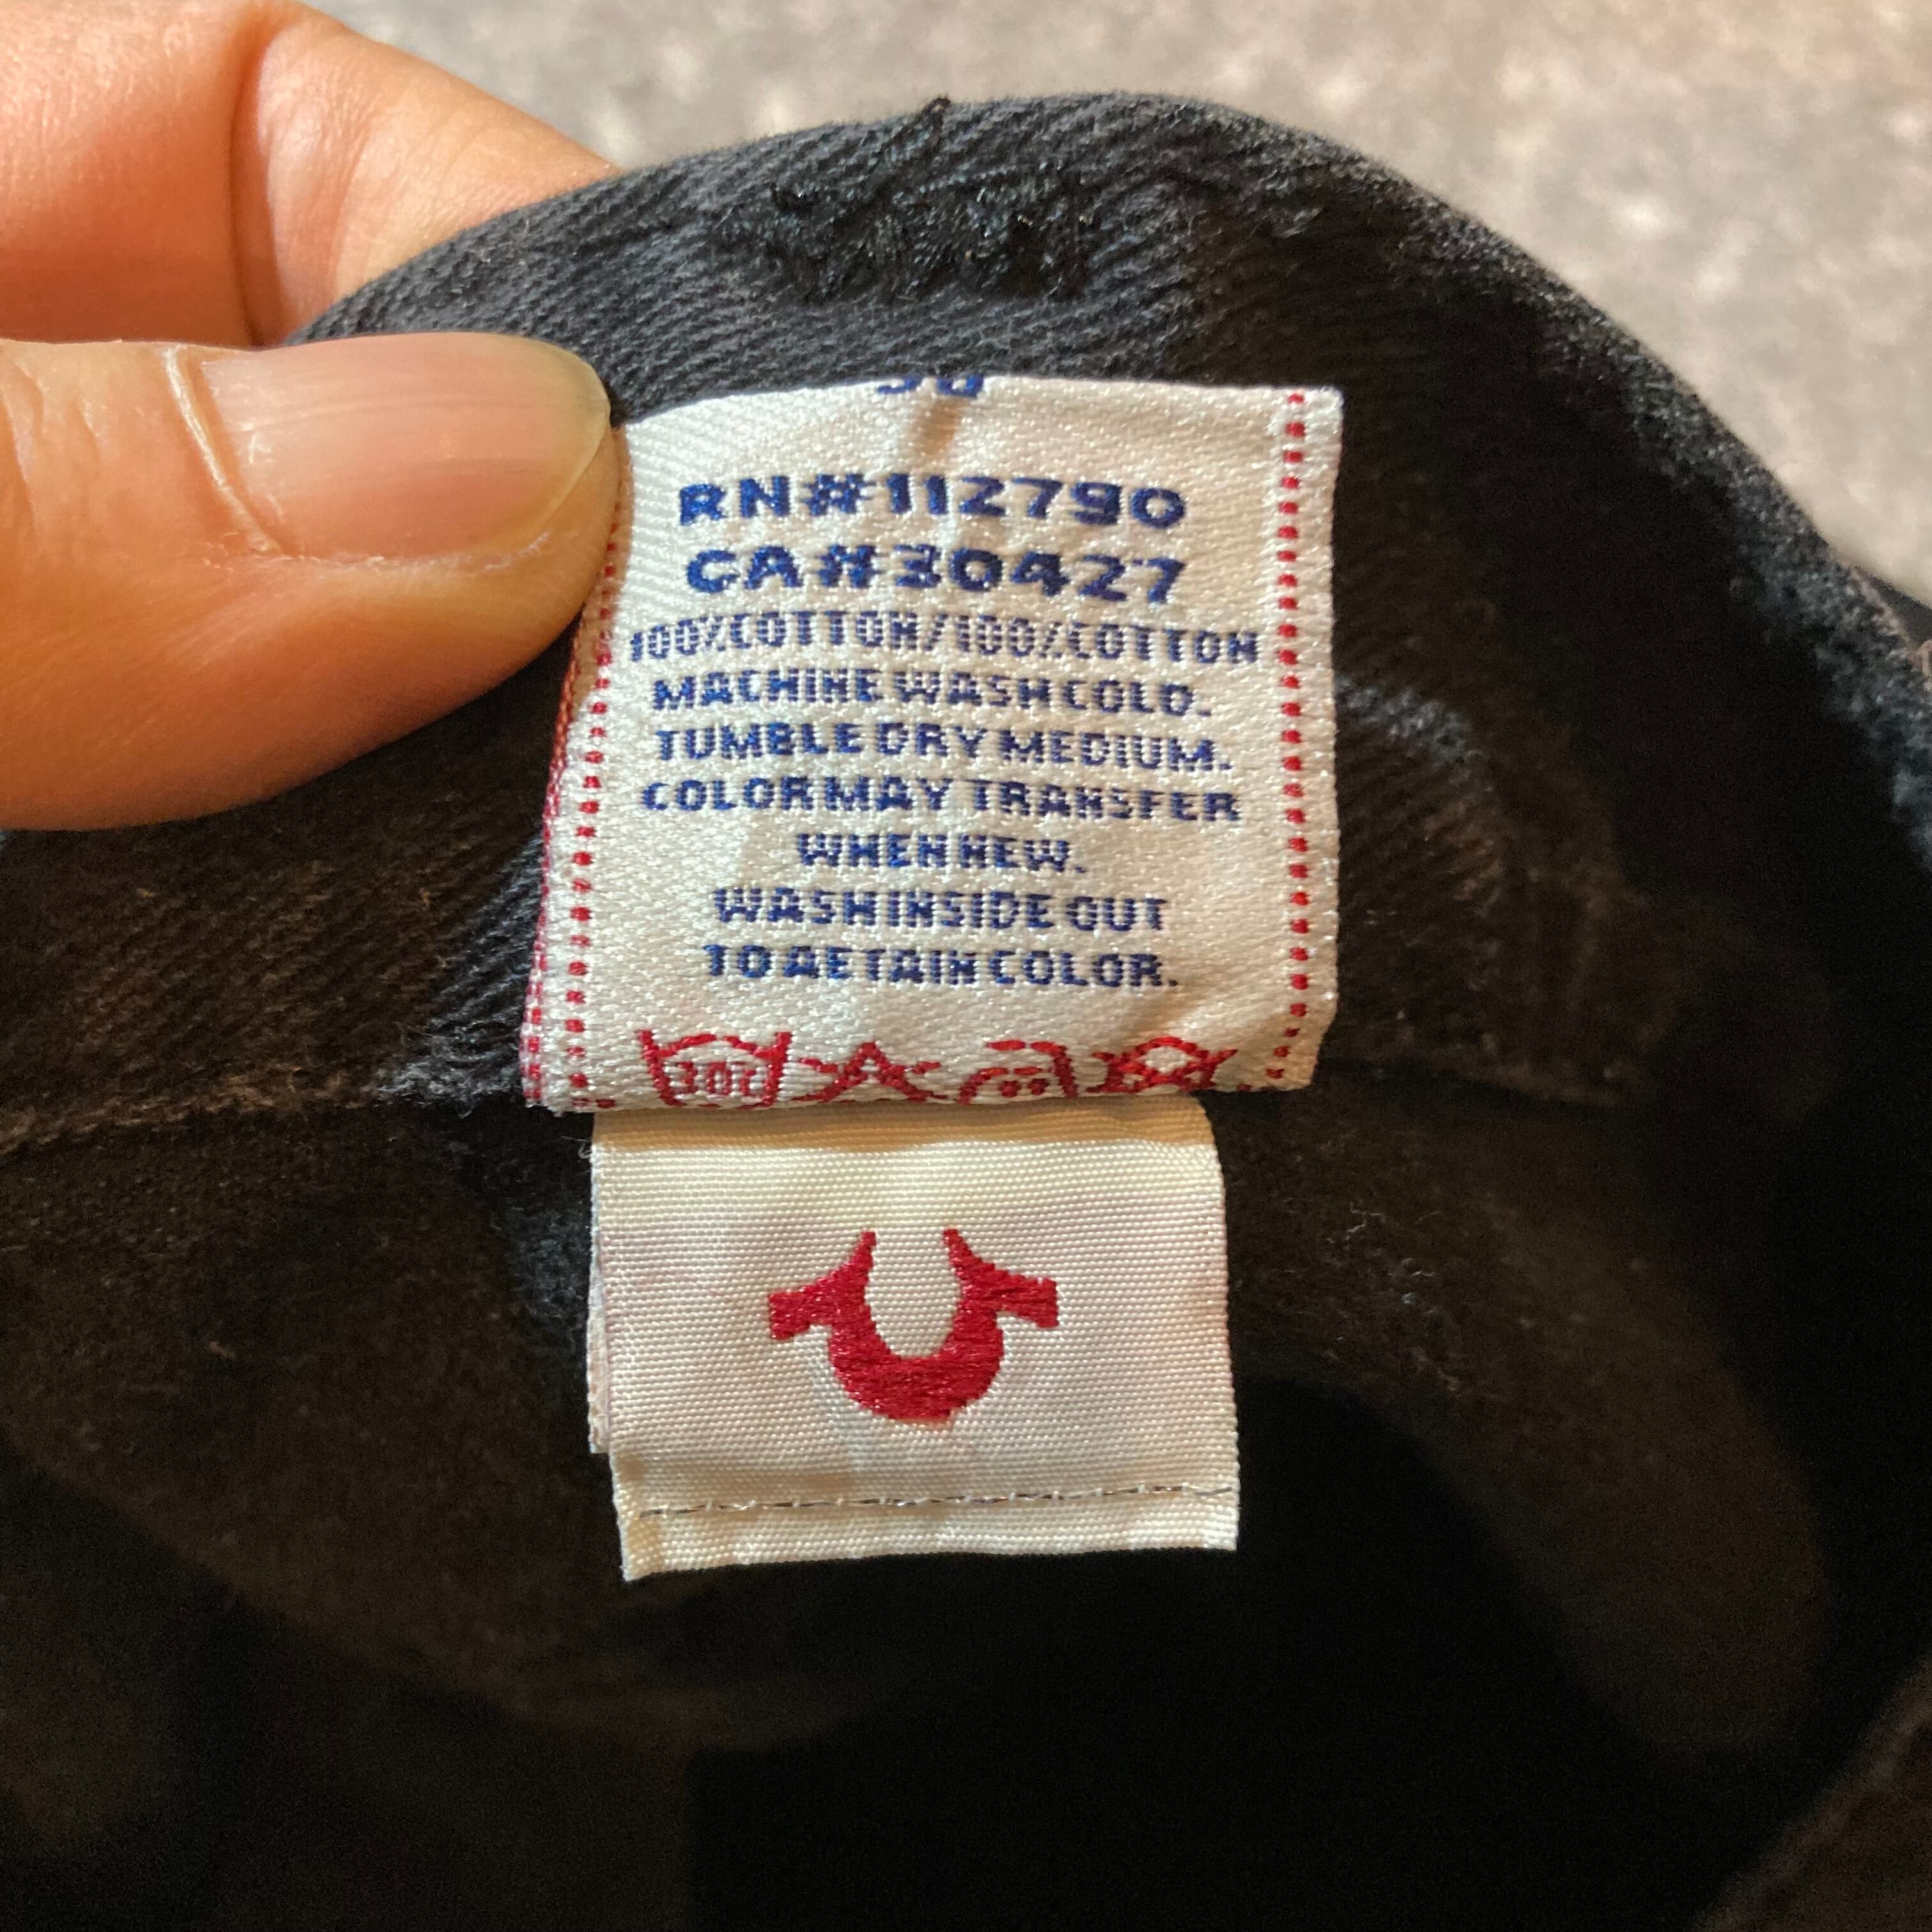 RN#112790
CA#30427
100%COTTON/100%COTTON
MACHINE WASH COLD.
TUMBLE DRY MEDIUM.
COLOR MAY TRANSFER
WHEN NEW.
WASH INSIDE OUT
TO AETAIN COLOR.
30C